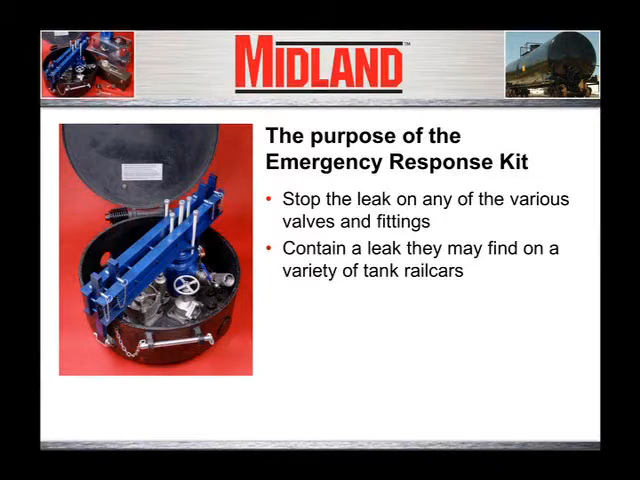 MIDLAND™
The purpose of the
Emergency Response Kit
• Stop the leak on any of the various
valves and fittings
• Contain a leak they may find on a
variety of tank railcars